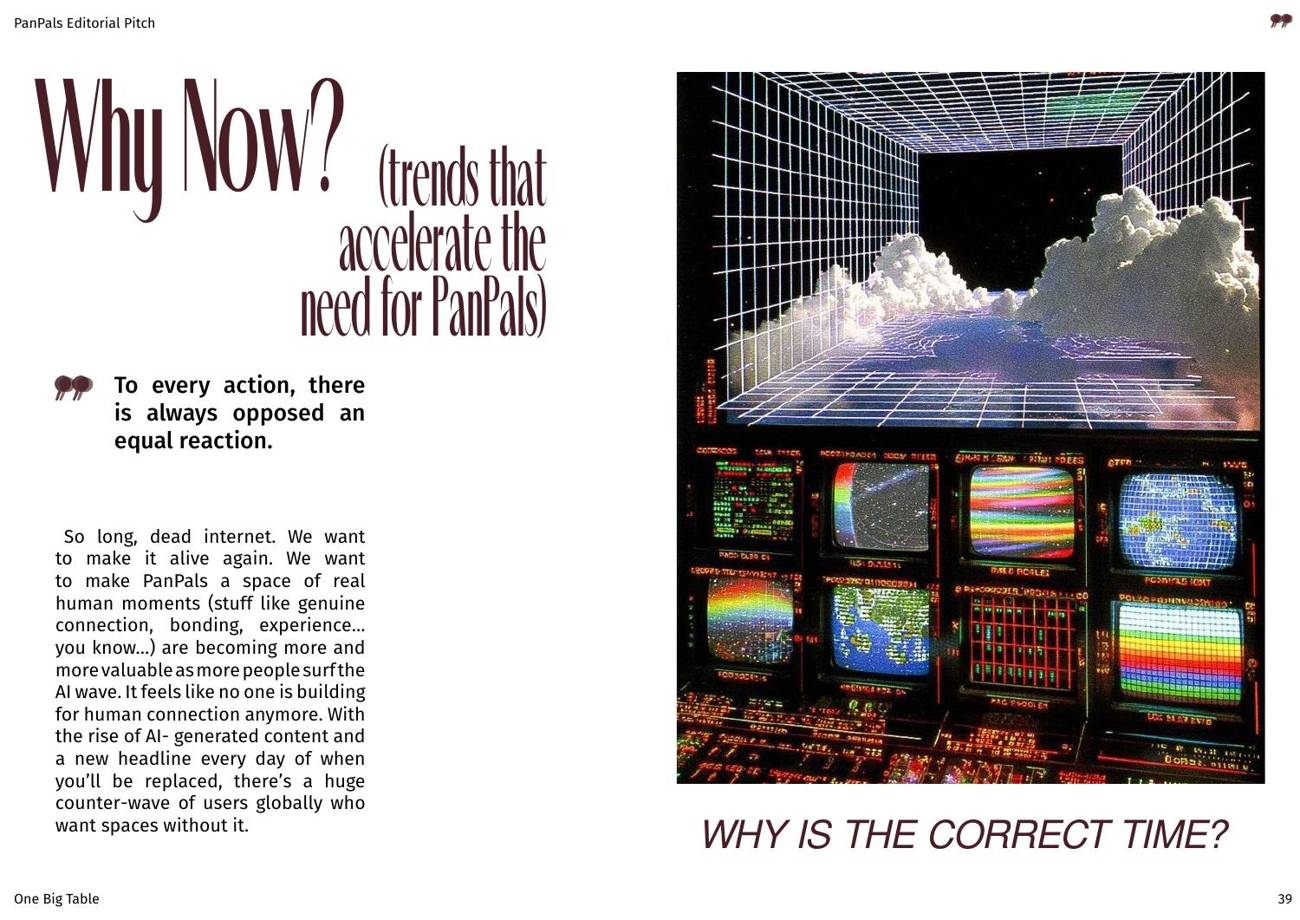 PanPals Editorial Pitch
Why Now?
(trends that
accelerate the
need for PanPals)
To every action, there
is always opposed an
equal reaction.
So long, dead internet. We want
to make it alive again. We want
to make PanPals a space of real
human moments (stuff like genuine
connection, bonding, experience...
you know...) are becoming more and
more valuable as more people surf the
AI wave. It feels like no one is building
for human connection anymore. With
the rise of AI- generated content and
a new headline every day of when
you’ll be replaced, there’s a huge
counter-wave of users globally who
want spaces without it.
WHY IS THE CORRECT TIME?
One Big Table
39